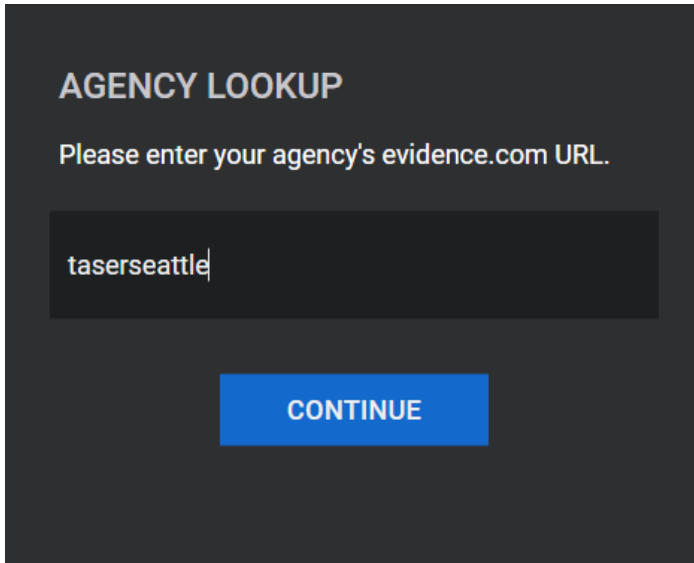 AGENCY LOOKUP
Please enter your agency's evidence.com URL.
taserseattle
CONTINUE